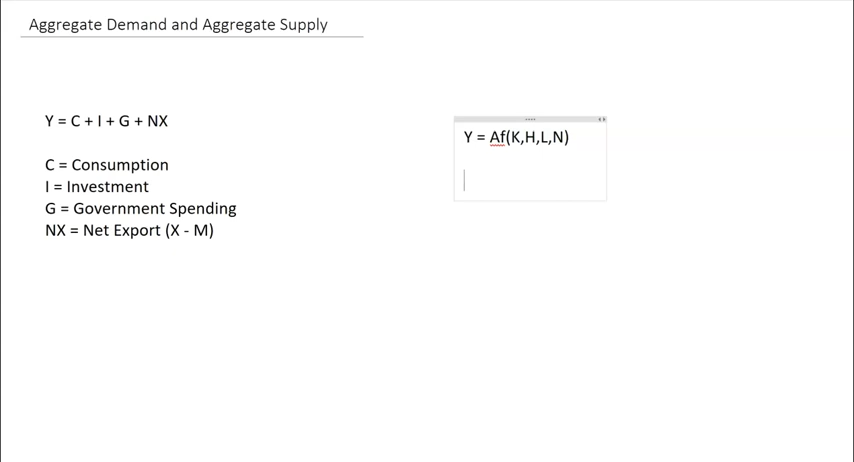 Aggregate Demand and Aggregate Supply
Y = C + I + G + NX
C = Consumption
I = Investment
G = Government Spending
NX = Net Export (X - M)
Y = Af(K,H,L,N)